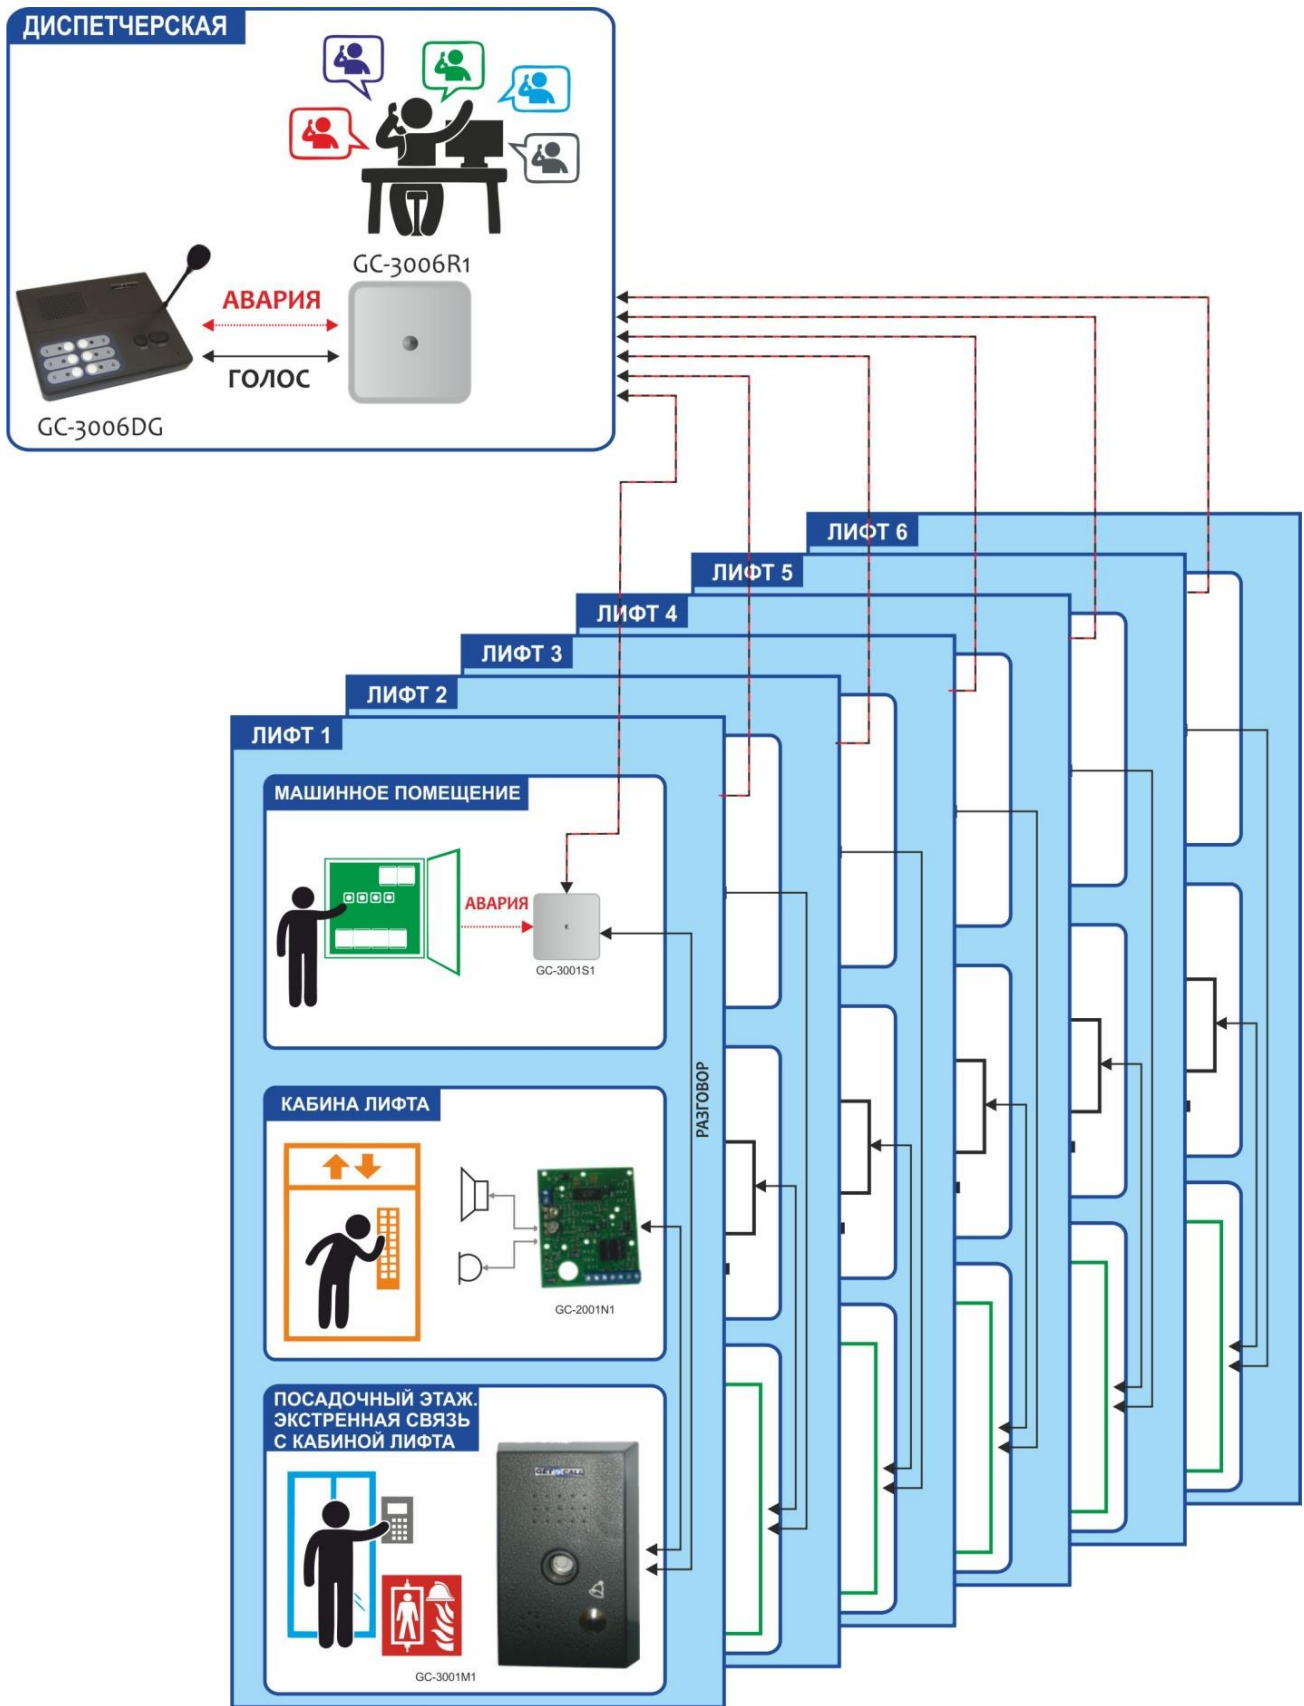 ДИСПЕТЧЕРСКАЯ
GC-3006R1
АВАРИЯ
ГОЛОС
GC-3006DG
ЛИФТ 6
ЛИФТ 5
ЛИФТ 4
ЛИФТ 3
ЛИФТ 2
ЛИФТ 1
МАШИННОЕ ПОМЕЩЕНИЕ
АВАРИЯ
GC-3001S1
РАЗГОВОР
КАБИНА ЛИФТА
GC-2001N1
ПОСАДОЧНЫЙ ЭТАЖ.
ЭКСТРЕННАЯ СВЯЗЬ
С КАБИНОЙ ЛИФТА
GC-3001M1